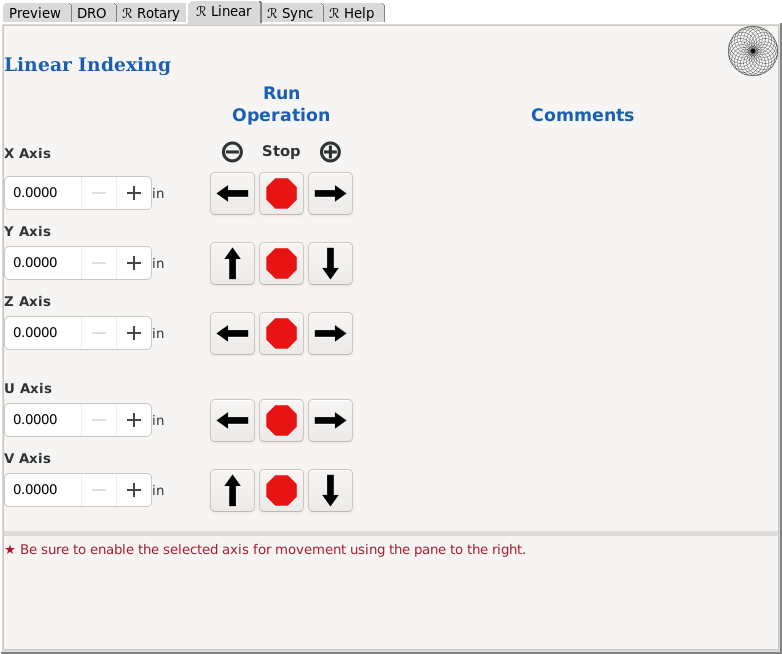 Preview DRO ℛ Rotary ℛ Linear ℛ Sync ℛ Help
Linear Indexing
Run
Operation
Comments
X Axis
Stop
0.0000 in
Y Axis
0.0000 in
Z Axis
0.0000 in
U Axis
0.0000 in
V Axis
0.0000 in
★ Be sure to enable the selected axis for movement using the pane to the right.